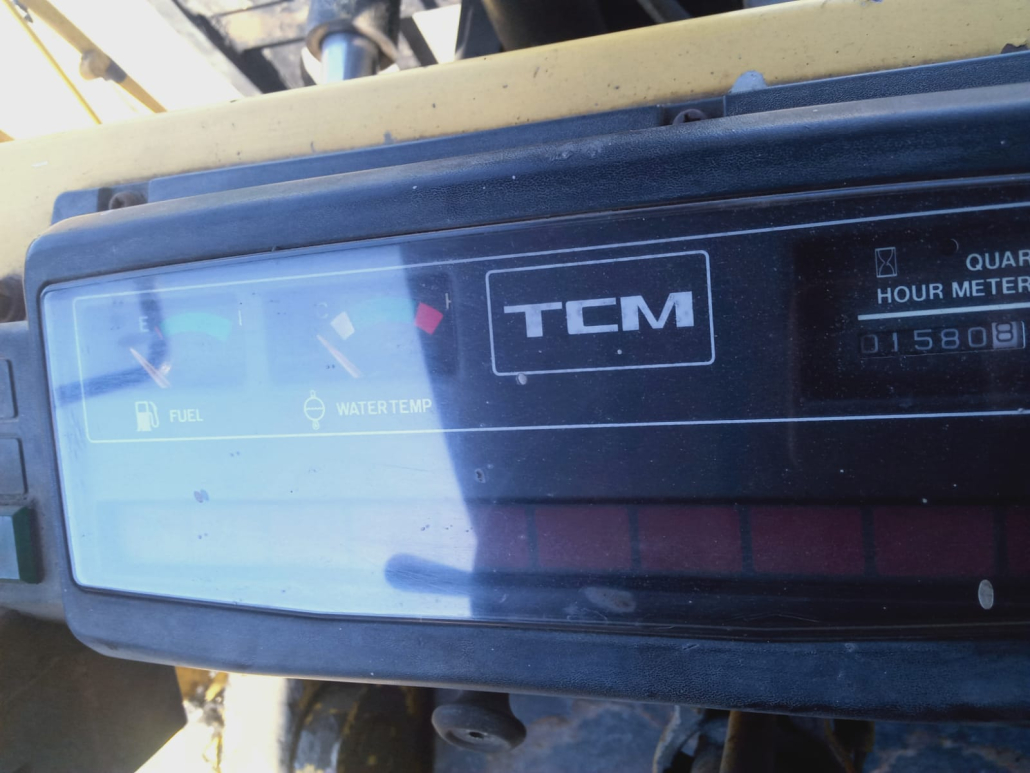 E
FUEL
C
H
WATER TEMP
TCM
QUAR
HOUR METER
015808